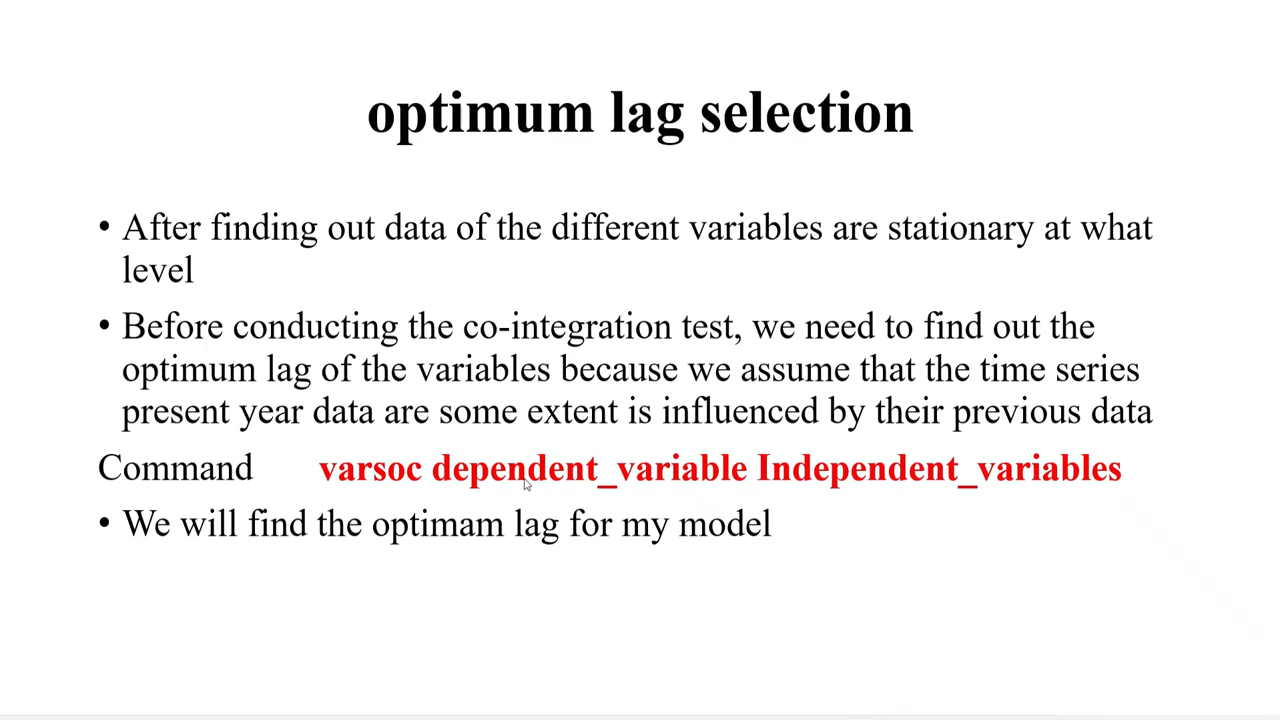 optimum lag selection
• After finding out data of the different variables are stationary at what
level
• Before conducting the co-integration test, we need to find out the
optimum lag of the variables because we assume that the time series
present year data are some extent is influenced by their previous data
Command varsoc dependent_variable Independent_variables
• We will find the optimam lag for my model